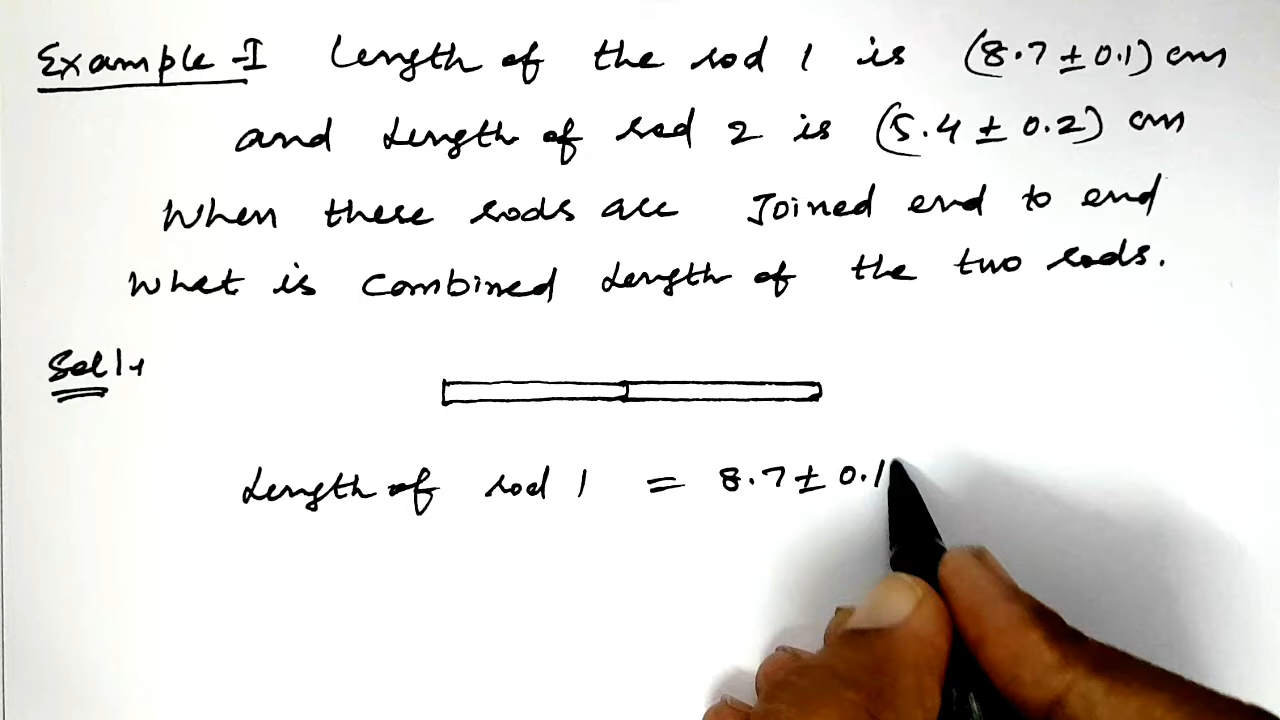 Example-I Length of the rod 1 is (8.7 ± 0.1) cm
and Length of rod 2 is (5.4 ± 0.2) cm
When these rods are Joined end to end
What is Combined Length of the two rods.
Sol|+
Length of rod 1 = 8.7 ± 0.1